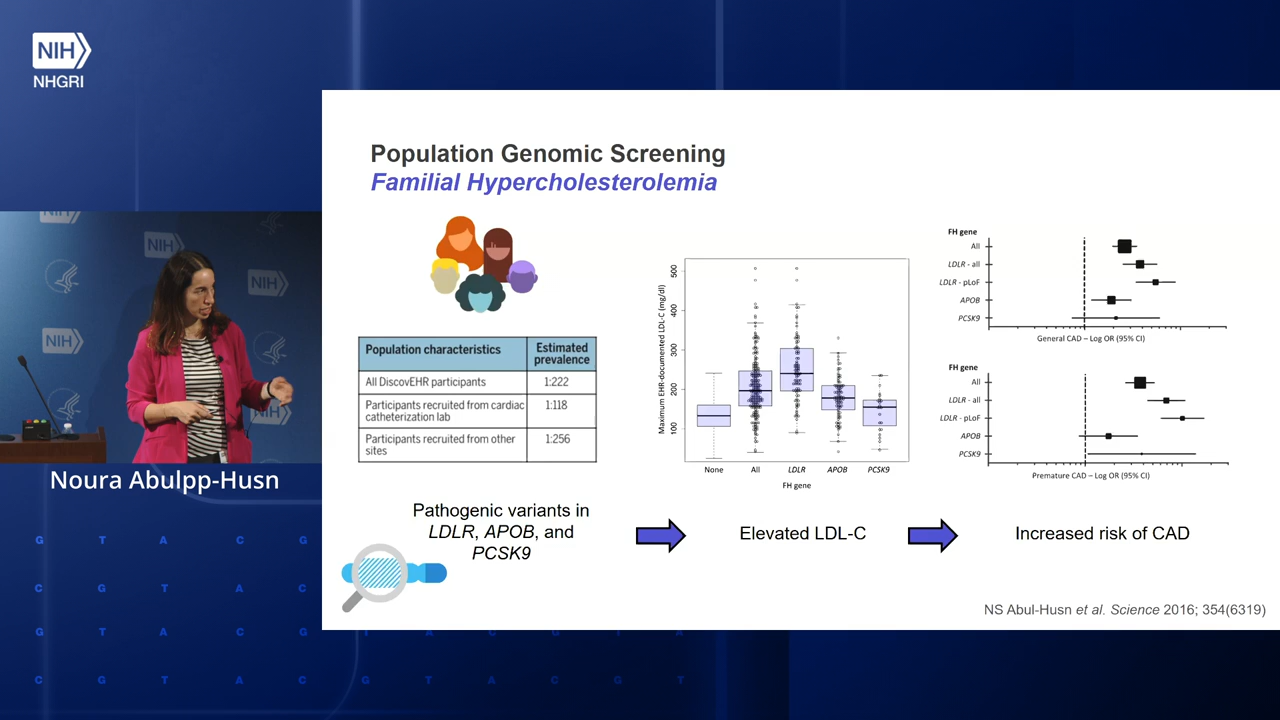 NIH
NHGRI
Population Genomic Screening
Familial Hypercholesterolemia
Population characteristics
Estimated
prevalence
All DiscovEHR participants
1:222
Participants recruited from cardiac
catheterization lab
1:118
Participants recruited from other
sites
1:256
Maximum EHR-documented LDL-C (mg/dl)
500
400
300
200
100
None
All
LDLR
APOB
PCSK9
FH gene
FH gene
All
LDLR - all
LDLR - pLoF
APOB
PCSK9
General CAD – Log OR (95% CI)
FH gene
All
LDLR - all
LDLR - pLoF
APOB
PCSK9
Premature CAD – Log OR (95% CI)
Pathogenic variants in
LDLR, APOB, and
PCSK9
Elevated LDL-C
Increased risk of CAD
NS Abul-Husn et al. Science 2016; 354(6319)
NIH
NIH
NIH
NIH
NIH
Noura Abulpp-Husn
G T A C G
C G T A C
G T A C G T A C G T A
C G T A C G T A C G T